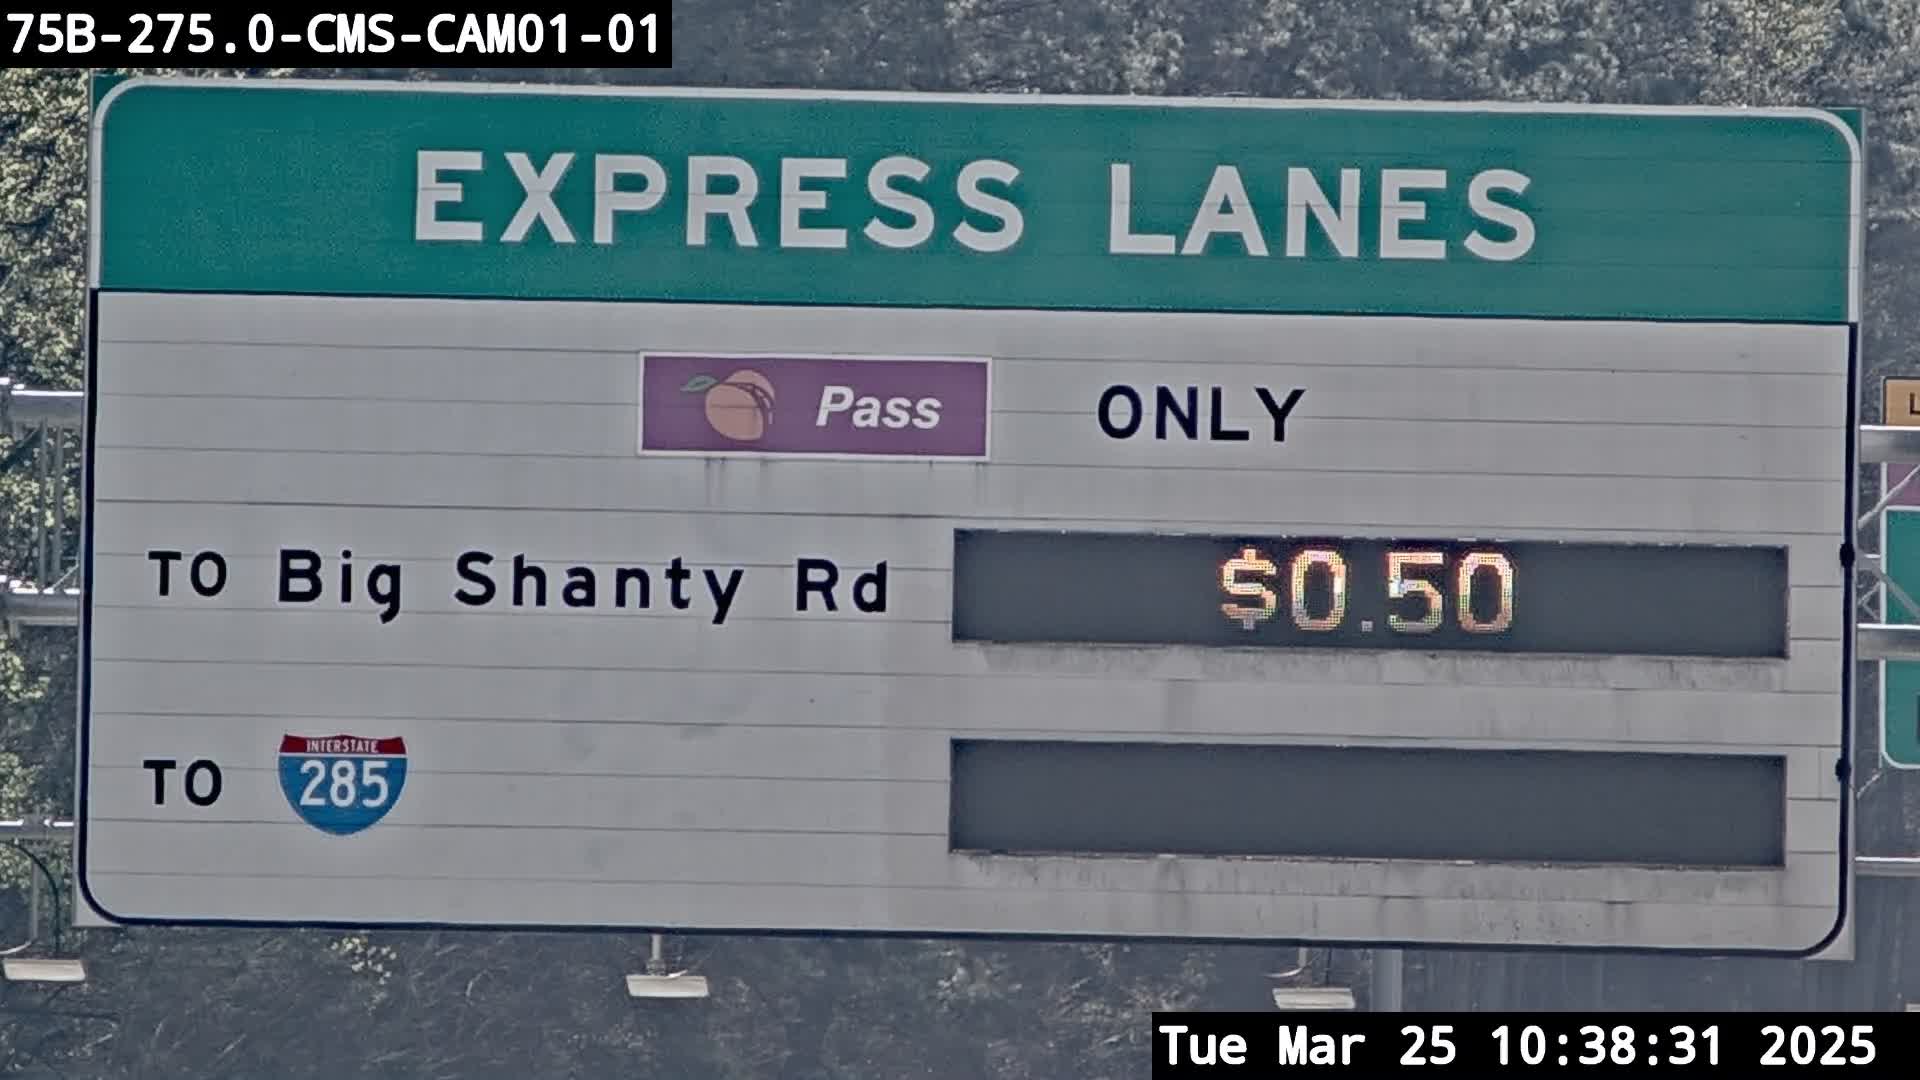 75B-275.0-CMS-CAM01-01
EXPRESS LANES
Pass ONLY
TO Big Shanty Rd $0.50
TO INTERSTATE 285
Tue Mar 25 10:38:31 2025